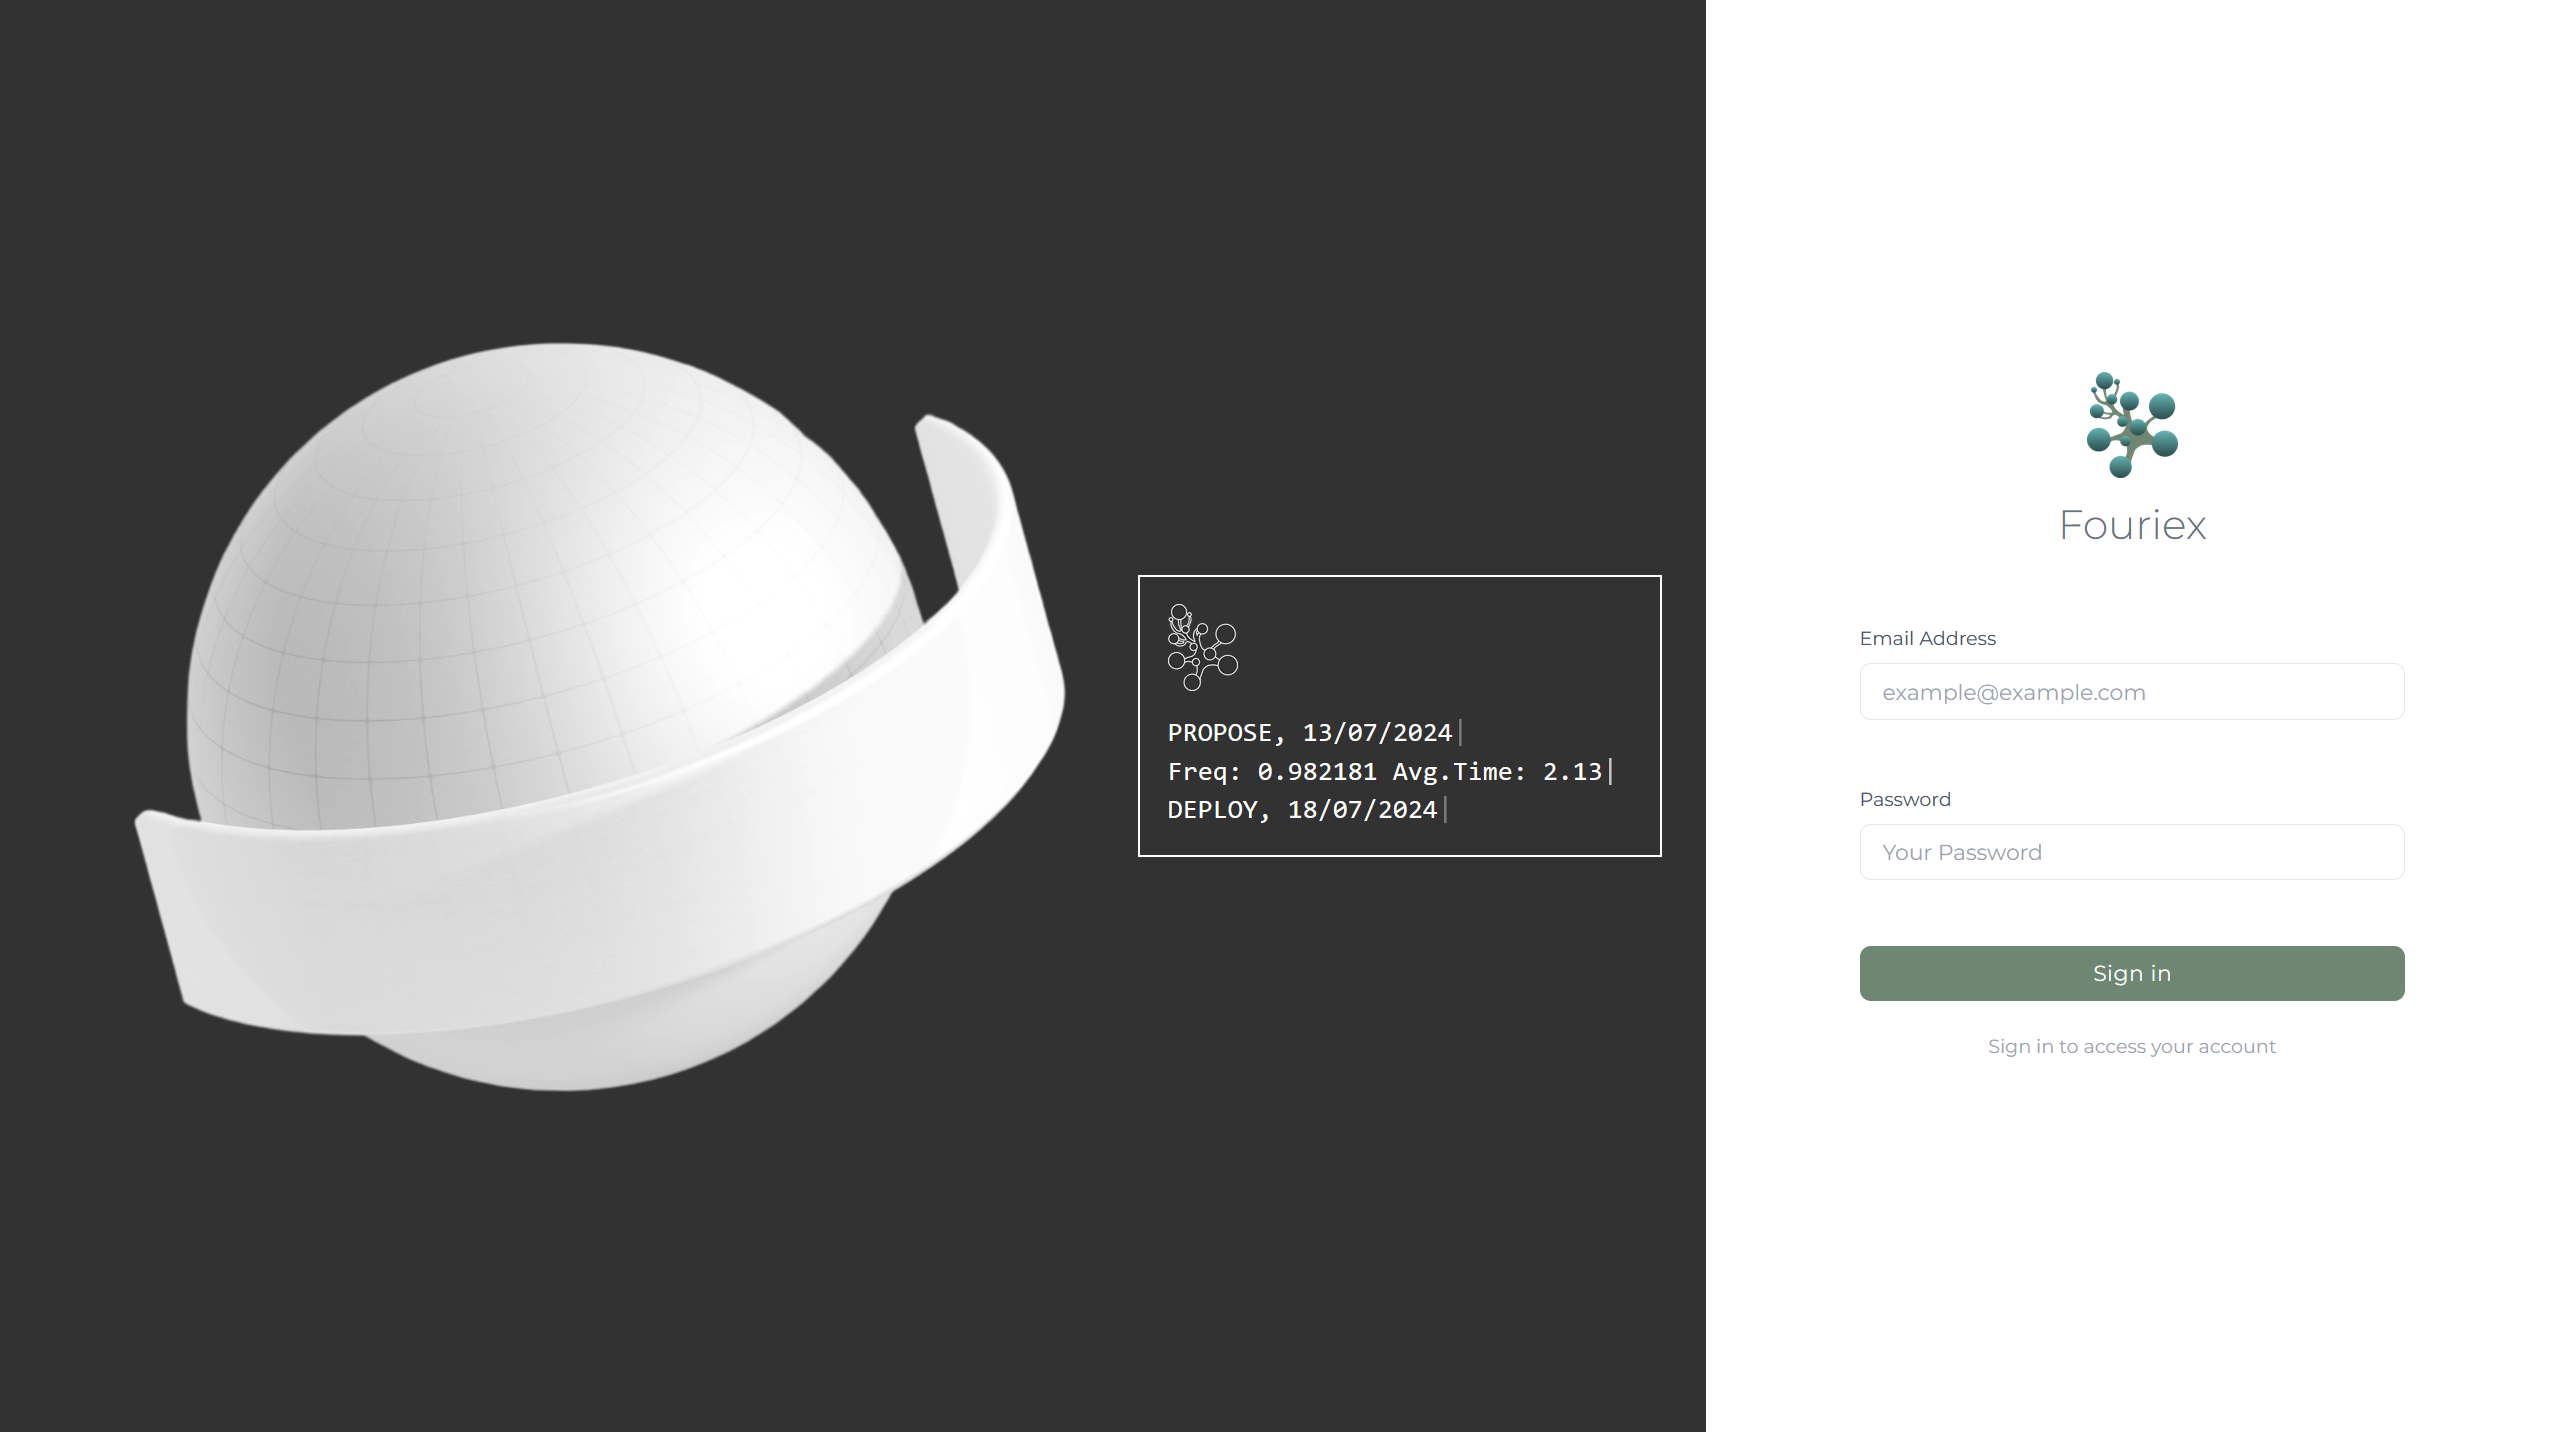 PROPOSE, 13/07/2024
Freq: 0.982181 Avg.Time: 2.13
DEPLOY, 18/07/2024
Fouriex
Email Address
example@example.com
Password
Your Password
Sign in
Sign in to access your account